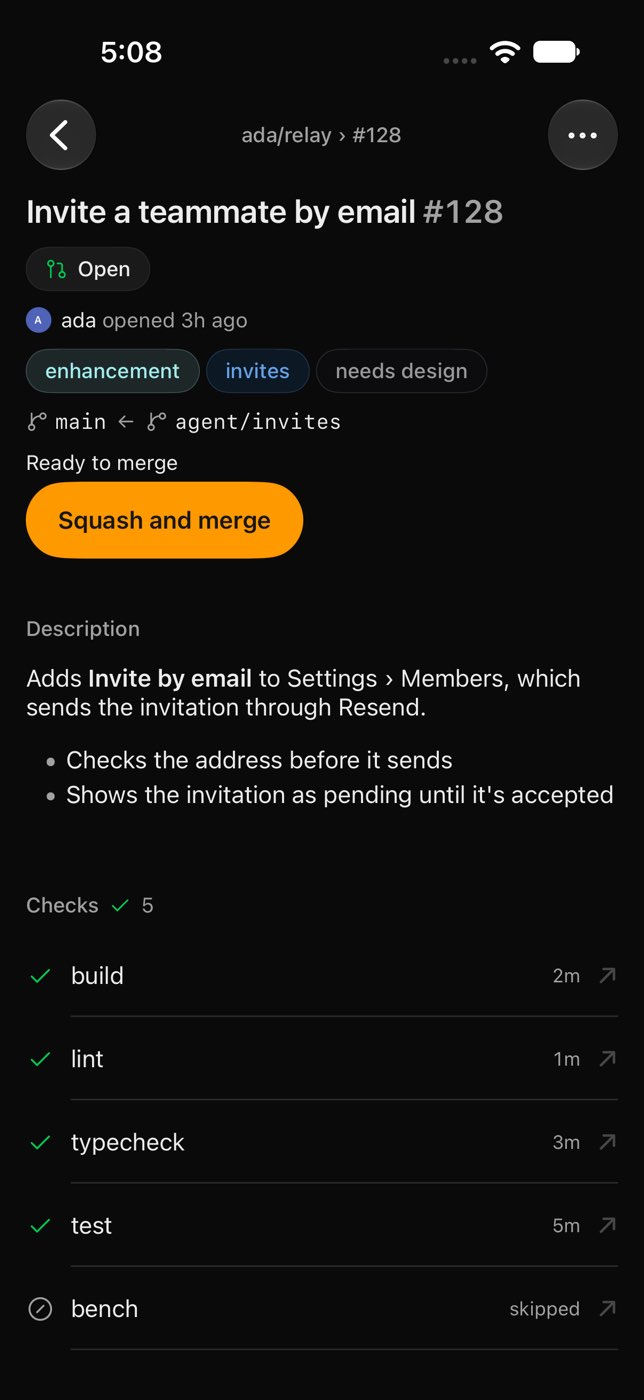 5:08
ada/relay › #128
Invite a teammate by email #128
Open
A ada opened 3h ago
enhancement invites needs design
main ← agent/invites
Ready to merge
Squash and merge
Description
Adds Invite by email to Settings › Members, which
sends the invitation through Resend.
• Checks the address before it sends
• Shows the invitation as pending until it's accepted
Checks ✓ 5
build 2m
lint 1m
typecheck 3m
test 5m
bench skipped